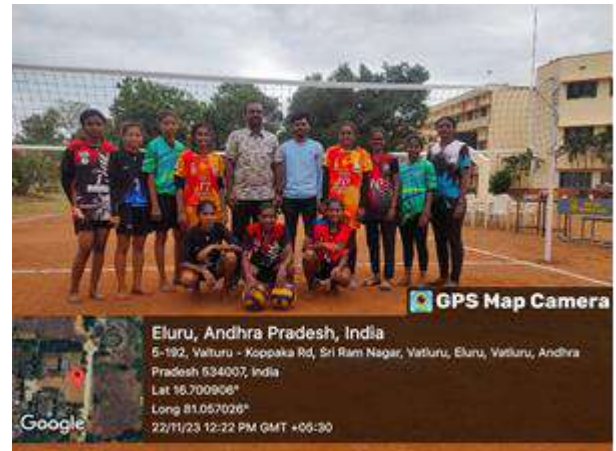 GPS Map Camera
Eluru, Andhra Pradesh, India
5-192, Vatluru - Koppaka Rd, Sri Ram Nagar, Vatluru, Eluru, Vatluru, Andhra
Pradesh 534007, India
Lat 16.700906°
Long 81.057026°
22/11/23 12:22 PM GMT +05:30
Google